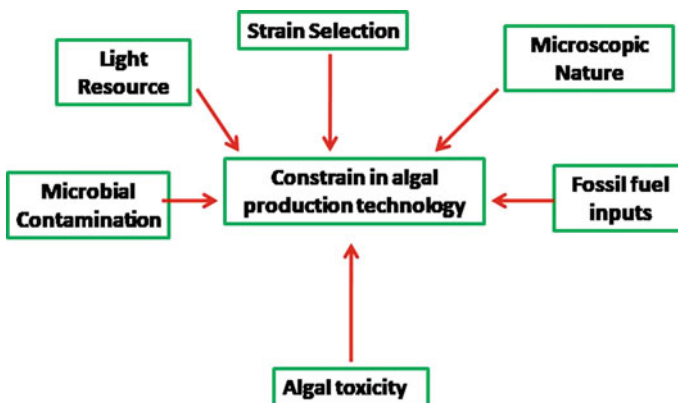 Strain Selection
Light
Resource
Microscopic
Nature
Microbial
Contamination
Constrain in algal
production technology
Fossil fuel
inputs
Algal toxicity